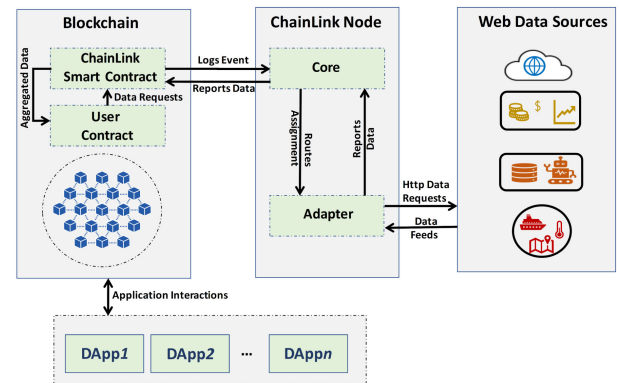 Blockchain
ChainLink Node
Web Data Sources
ChainLink
Smart Contract
Logs Event
Core
Reports Data
Aggregated Data
Data Requests
User
Contract
Routes
Assignment
Reports
Data
$
Http Data
Requests
Adapter
Data
Feeds
Application Interactions
DApp1
DApp2
...
DAppn